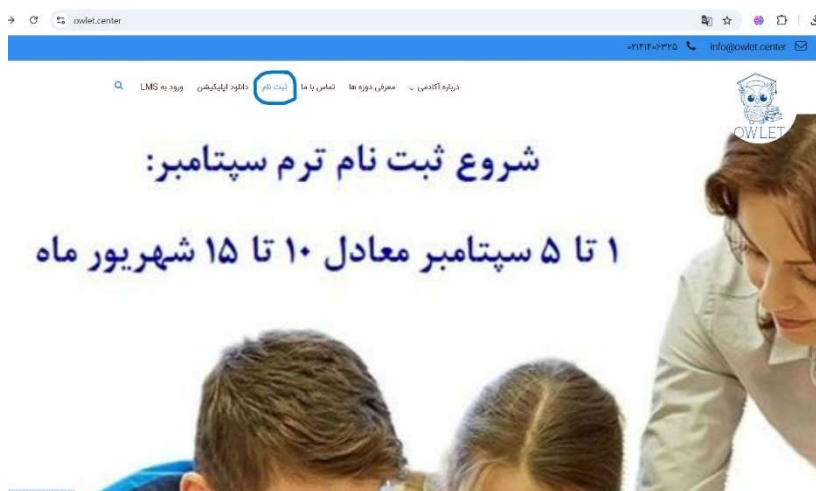 owlet.center
info@owlet.center ۰۲۱۴۱۴۰۶۳۲۵
درباره آکادمی معرفی دوره ها تماس با ما ثبت نام دانلود اپلیکیشن ورود به LMS
OWLET
شروع ثبت نام ترم سپتامبر:
۱ تا ۵ سپتامبر معادل ۱۰ تا ۱۵ شهریور ماه